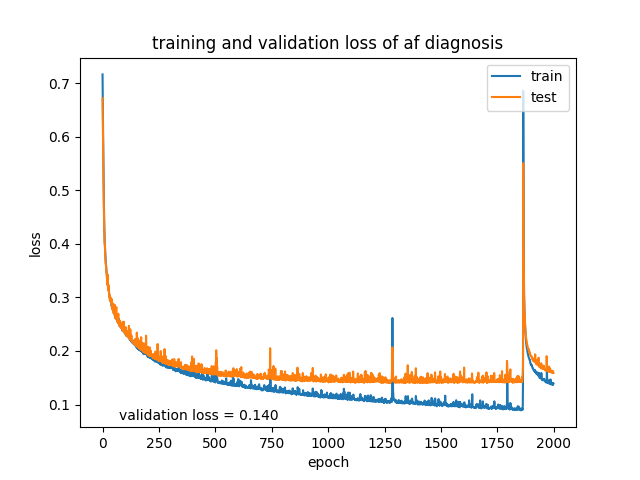 training and validation loss of af diagnosis
train
test
0.7
0.6
0.5
0.4
0.3
0.2
0.1
loss
validation loss = 0.140
0 250 500 750 1000 1250 1500 1750 2000
epoch